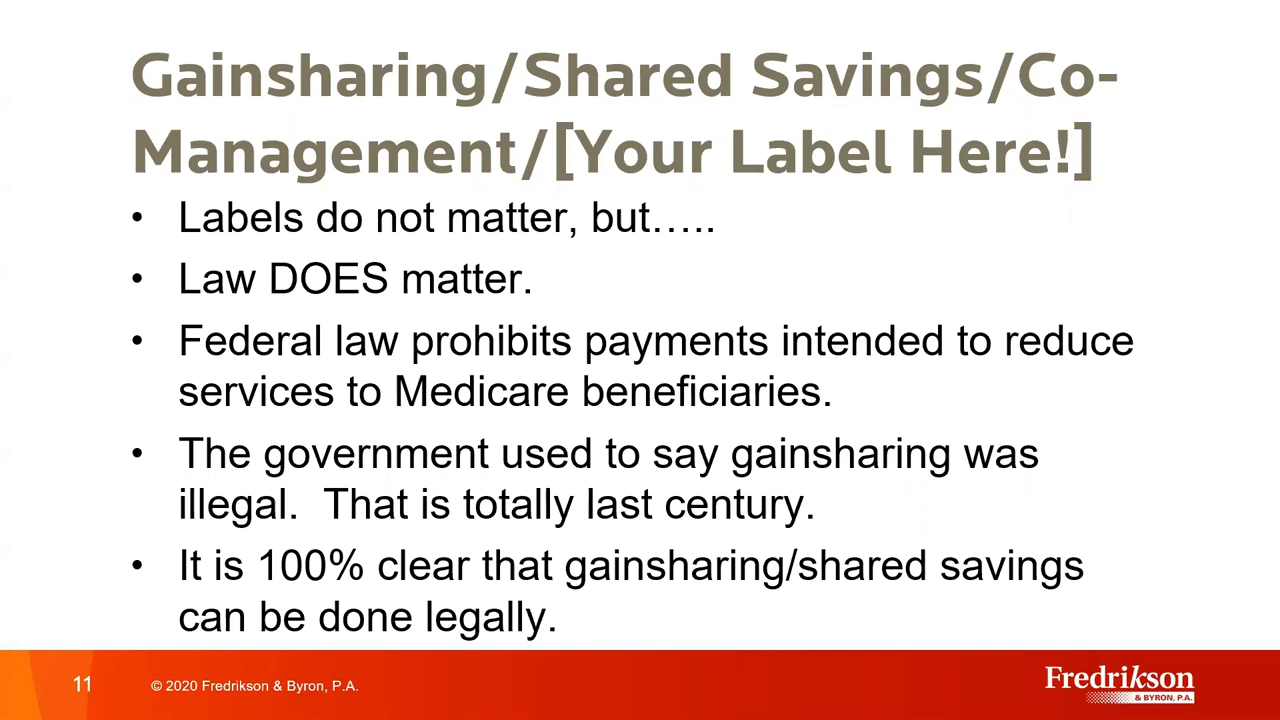 Gainsharing/Shared Savings/Co-
Management/[Your Label Here!]
• Labels do not matter, but…..
• Law DOES matter.
• Federal law prohibits payments intended to reduce
services to Medicare beneficiaries.
• The government used to say gainsharing was
illegal.  That is totally last century.
• It is 100% clear that gainsharing/shared savings
can be done legally.
11
© 2020 Fredrikson & Byron, P.A.
Fredrikson
& BYRON, P.A.